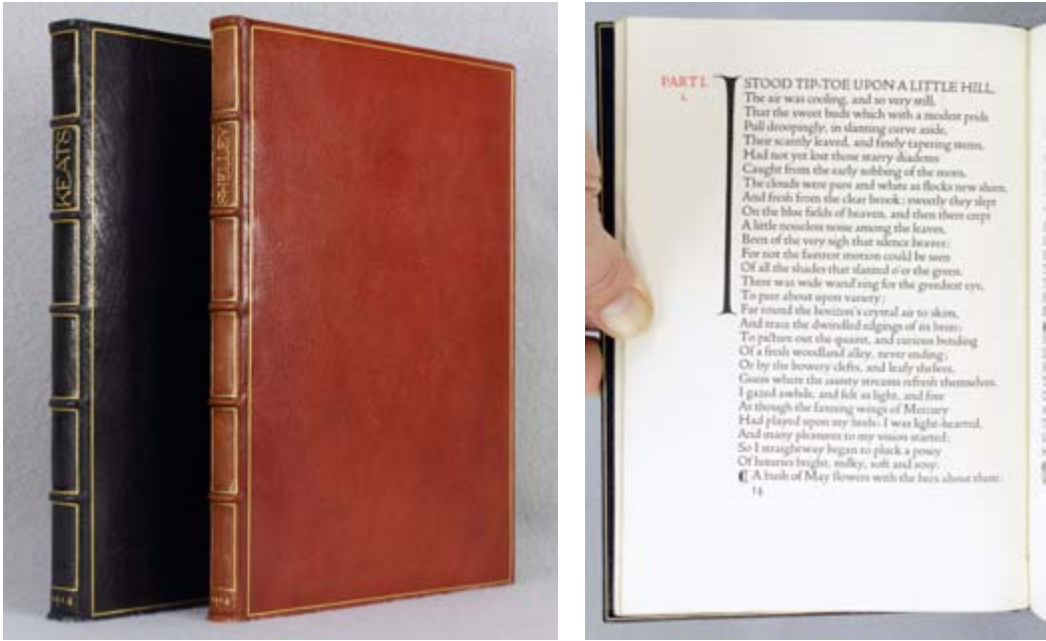 KEATS
SHELLEY
1914
PART I.
I.
I STOOD TIP-TOE UPON A LITTLE HILL,
The air was cooling, and so very still,
That the sweet buds which with a modest pride
Pull droopingly, in slanting curve aside,
Their scantly leaved, and finely tapering stems,
Had not yet lost those starry diadems
Caught from the early sobbing of the morn.
The clouds were pure and white as flocks new shorn,
And fresh from the clear brook; sweetly they slept
On the blue fields of heaven, and then there crept
A little noiseless noise among the leaves,
Born of the very sigh that silence heaves:
For not the faintest motion could be seen
Of all the shades that slanted o'er the green.
There was wide wand'ring for the greediest eye,
To peer about upon variety;
Far round the horizon's crystal air to skim,
And trace the dwindled edgings of its brim;
To picture out the quaint, and curious bending
Of a fresh woodland alley, never ending;
Or by the bowery clefts, and leafy shelves,
Guess where the jaunty streams refresh themselves.
I gazed awhile, and felt as light, and free
As though the fanning wings of Mercury
Had played upon my heels: I was light-hearted,
And many pleasures to my vision started;
So I straightway began to pluck a posey
Of luxuries bright, milky, soft and rosy.
¶ A bush of May flowers with the bees about them;
14